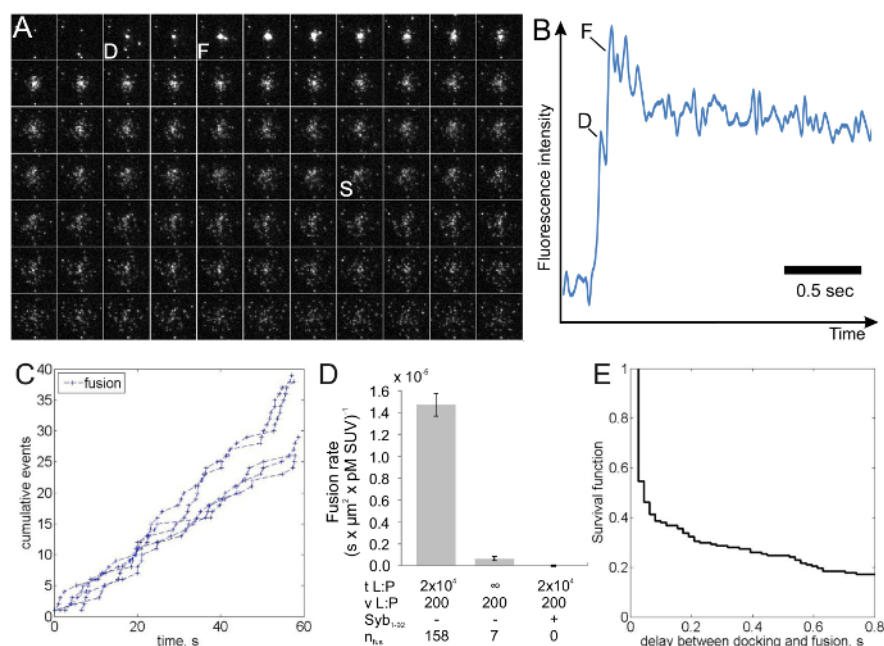 A
D
F
S
B
F
D
Fluorescence intensity
0.5 sec
Time
C
40
35
30
25
20
15
10
5
0
fusion
cumulative events
0
20
40
60
time, s
D
x 10⁻⁶
1.6
1.4
1.2
1.0
0.8
0.6
0.4
0.2
0.0
Fusion rate
(s x µm² x pM SUV)⁻¹
t L:P 2x10⁴ ∞ 2x10⁴
v L:P 200 200 200
Syb₁₋₉₂ - - +
n_fus 158 7 0
E
1
0.8
0.6
0.4
0.2
0
Survival function
0 0.2 0.4 0.6 0.8
delay between docking and fusion, s